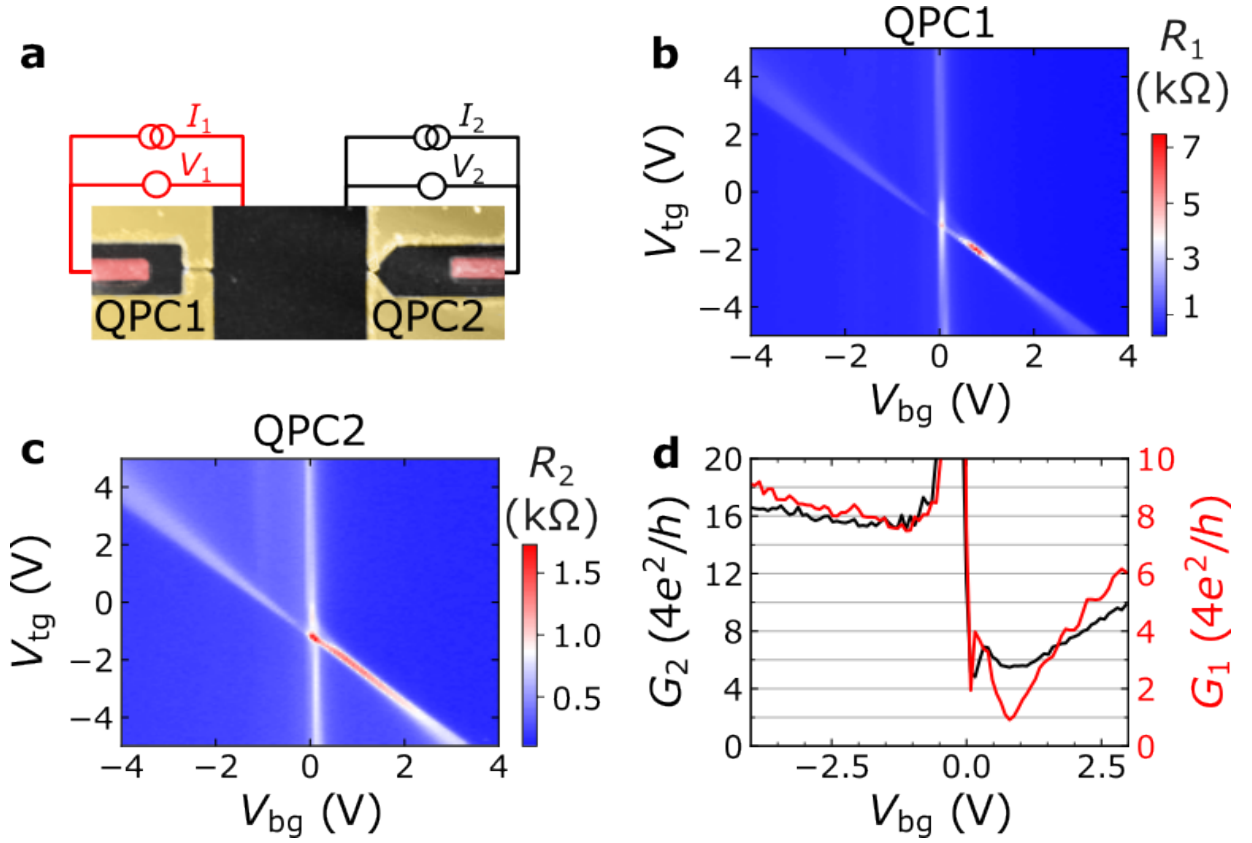 a
I1
V1
I2
V2
QPC1
QPC2
b
QPC1
R1
(kΩ)
Vtg (V)
4
2
0
−2
−4
−4
−2
0
2
4
Vbg (V)
7
5
3
1
c
QPC2
R2
(kΩ)
Vtg (V)
4
2
0
−2
−4
−4
−2
0
2
4
Vbg (V)
1.5
1.0
0.5
d
G2 (4e²/h)
20
16
12
8
4
0
−2.5
0.0
2.5
Vbg (V)
10
8
6
4
2
0
G1 (4e²/h)